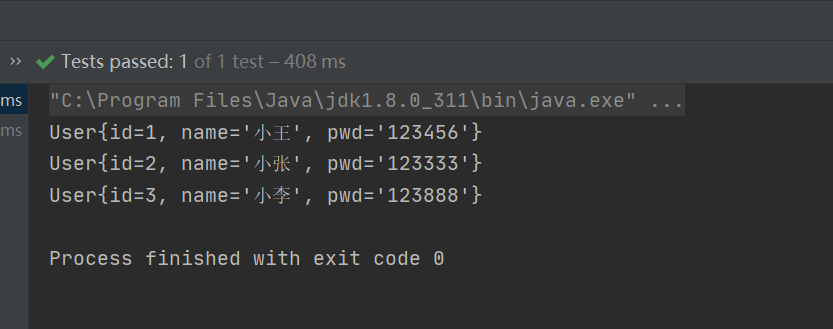 >> Tests passed: 1 of 1 test – 408 ms
ms "C:\Program Files\Java\jdk1.8.0_311\bin\java.exe" ...
ms User{id=1, name='小王', pwd='123456'}
User{id=2, name='小张', pwd='123333'}
User{id=3, name='小李', pwd='123888'}
Process finished with exit code 0